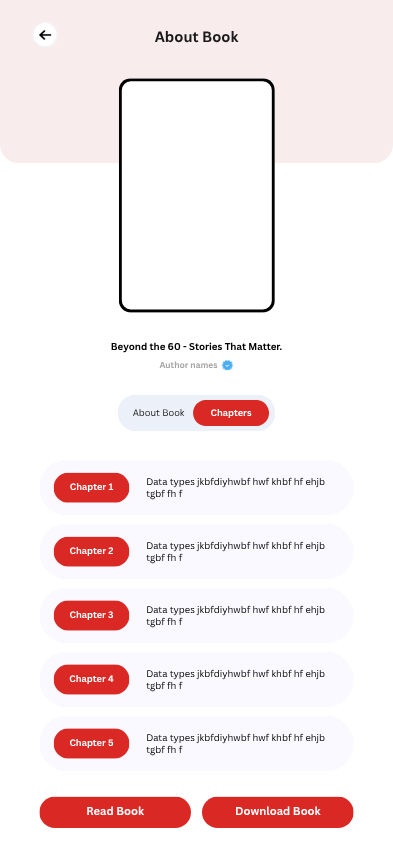 About Book
Beyond the 60 - Stories That Matter.
Author names
About Book Chapters
Chapter 1
Data types jkbfdiyhwbf hwf khbf hf ehjb
tgbf fh f
Chapter 2
Data types jkbfdiyhwbf hwf khbf hf ehjb
tgbf fh f
Chapter 3
Data types jkbfdiyhwbf hwf khbf hf ehjb
tgbf fh f
Chapter 4
Data types jkbfdiyhwbf hwf khbf hf ehjb
tgbf fh f
Chapter 5
Data types jkbfdiyhwbf hwf khbf hf ehjb
tgbf fh f
Read Book Download Book